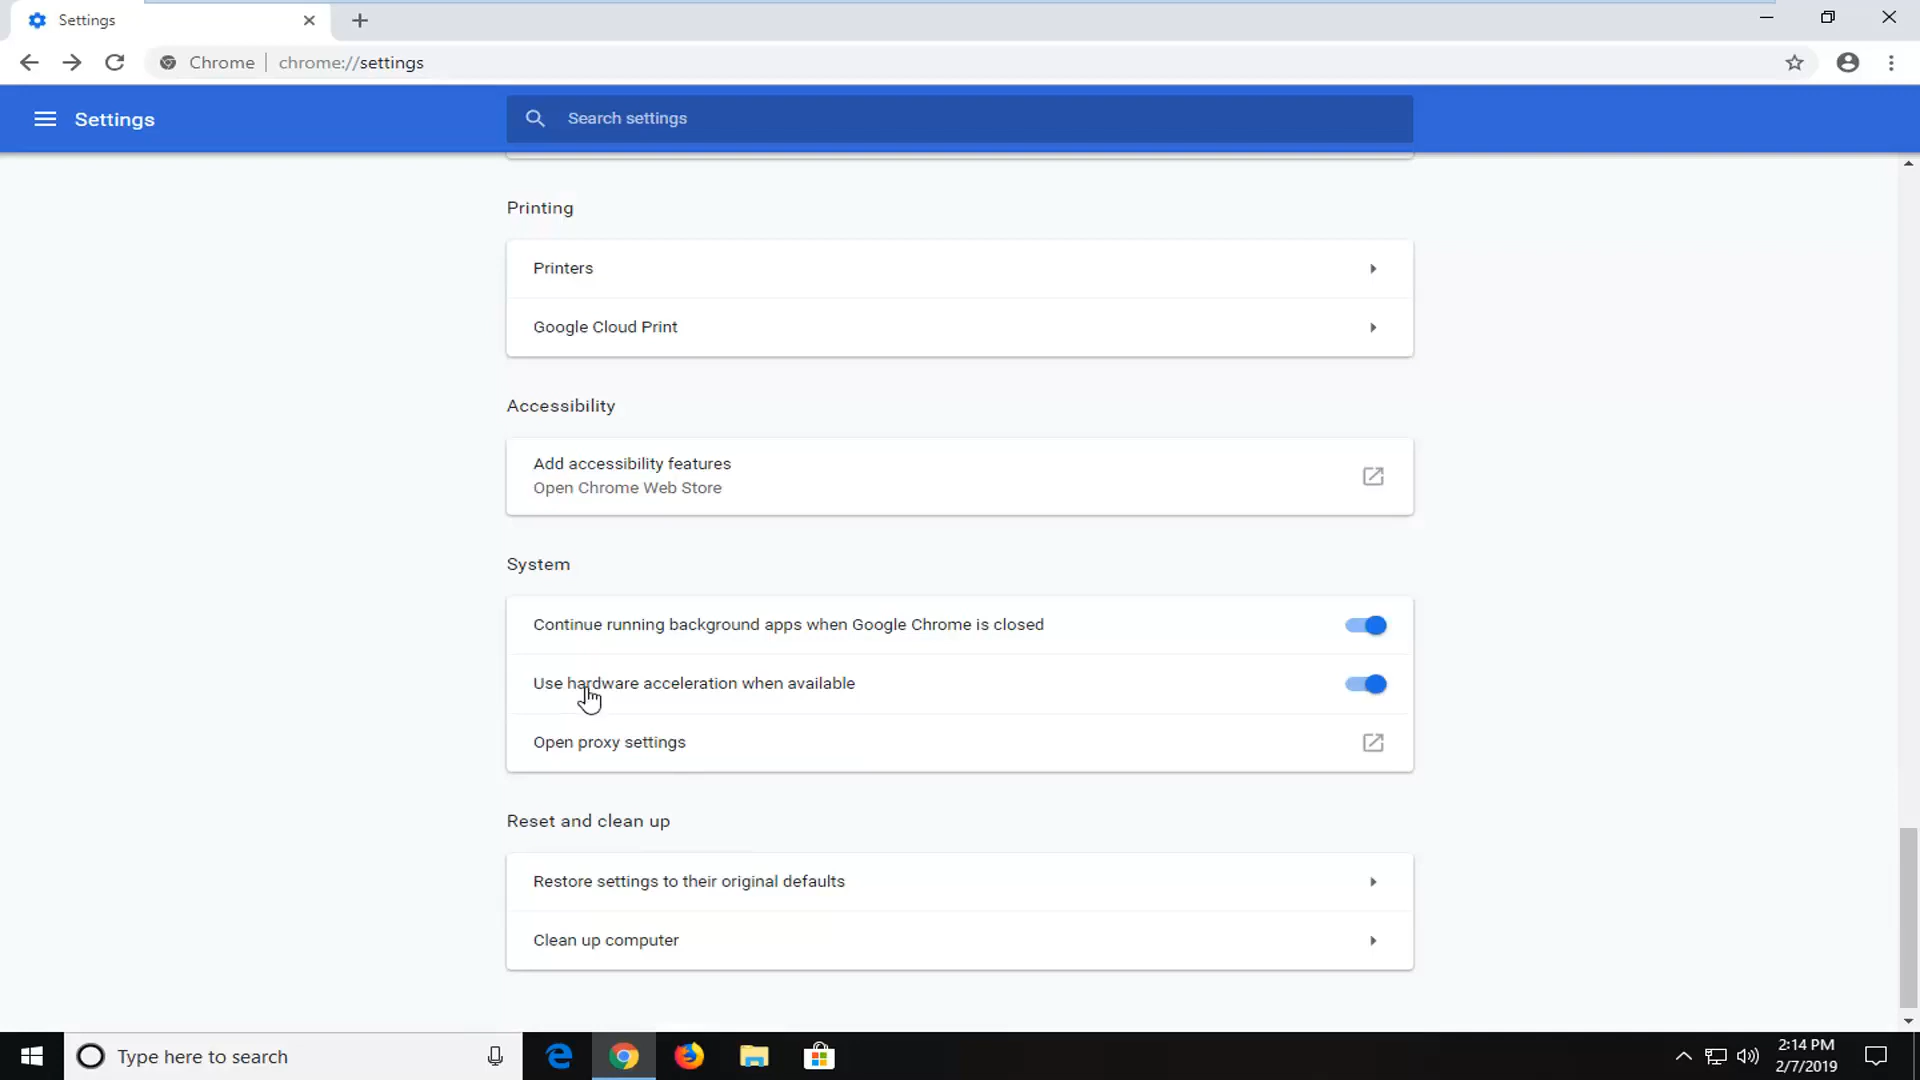 Settings
Chrome
chrome://settings
Settings
Search settings
Printing
Printers
Google Cloud Print
Accessibility
Add accessibility features
Open Chrome Web Store
System
Continue running background apps when Google Chrome is closed
Use hardware acceleration when available
Open proxy settings
Reset and clean up
Restore settings to their original defaults
Clean up computer
Type here to search
2:14 PM
2/7/2019